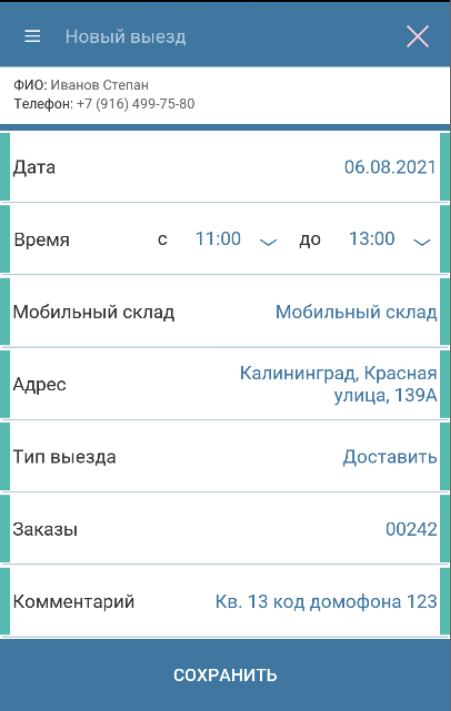 Новый выезд
ФИО: Иванов Степан
Телефон: +7 (916) 499-75-80
Дата 06.08.2021
Время с 11:00 до 13:00
Мобильный склад Мобильный склад
Адрес Калининград, Красная
улица, 139А
Тип выезда Доставить
Заказы 00242
Комментарий Кв. 13 код домофона 123
СОХРАНИТЬ